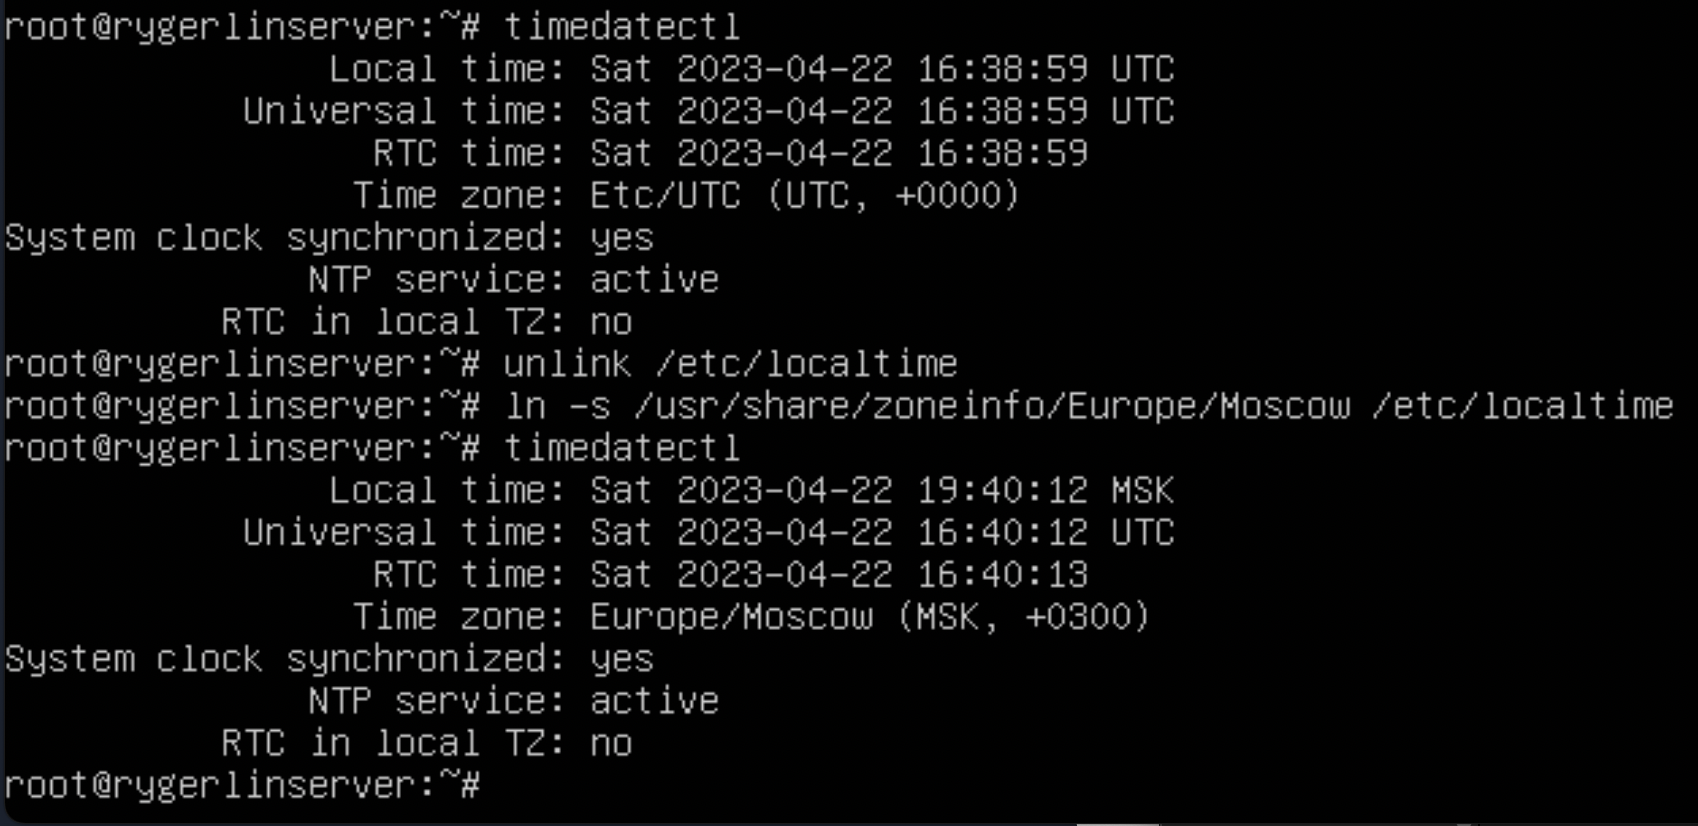 root@rygerlinserver:~# timedatectl
Local time: Sat 2023-04-22 16:38:59 UTC
Universal time: Sat 2023-04-22 16:38:59 UTC
RTC time: Sat 2023-04-22 16:38:59
Time zone: Etc/UTC (UTC, +0000)
System clock synchronized: yes
NTP service: active
RTC in local TZ: no
root@rygerlinserver:~# unlink /etc/localtime
root@rygerlinserver:~# ln -s /usr/share/zoneinfo/Europe/Moscow /etc/localtime
root@rygerlinserver:~# timedatectl
Local time: Sat 2023-04-22 19:40:12 MSK
Universal time: Sat 2023-04-22 16:40:12 UTC
RTC time: Sat 2023-04-22 16:40:13
Time zone: Europe/Moscow (MSK, +0300)
System clock synchronized: yes
NTP service: active
RTC in local TZ: no
root@rygerlinserver:~#